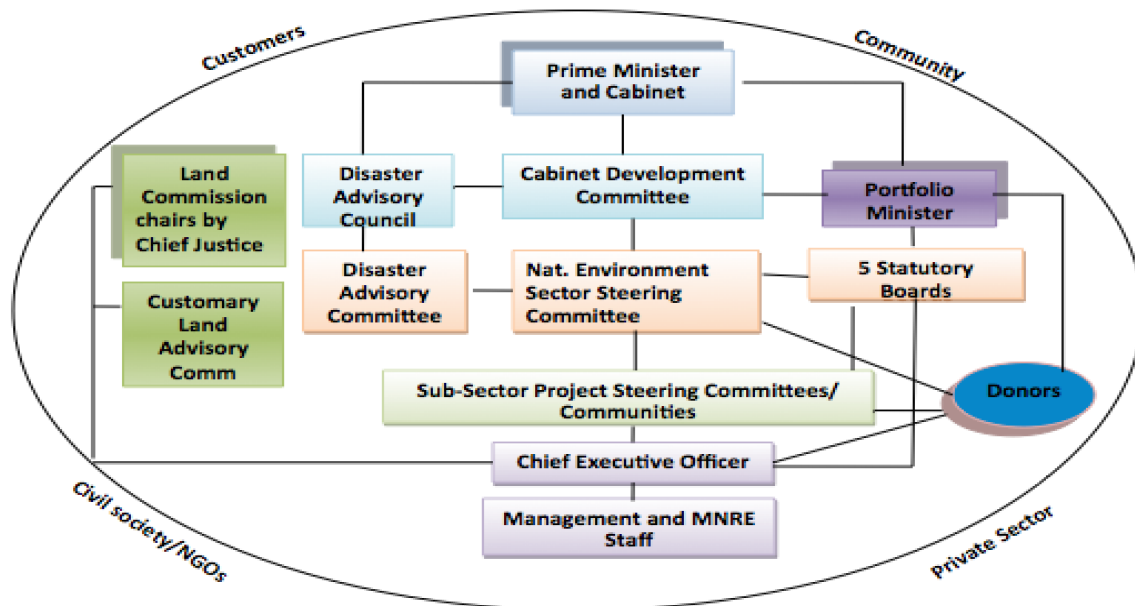 Customers
Community
Prime Minister
and Cabinet
Land
Commission
chairs by
Chief Justice
Disaster
Advisory
Council
Cabinet Development
Committee
Portfolio
Minister
Disaster
Advisory
Committee
Nat. Environment
Sector Steering
Committee
5 Statutory
Boards
Customary
Land
Advisory
Comm
Sub-Sector Project Steering Committees/
Communities
Donors
Chief Executive Officer
Management and MNRE
Staff
Civil society/NGOs
Private Sector